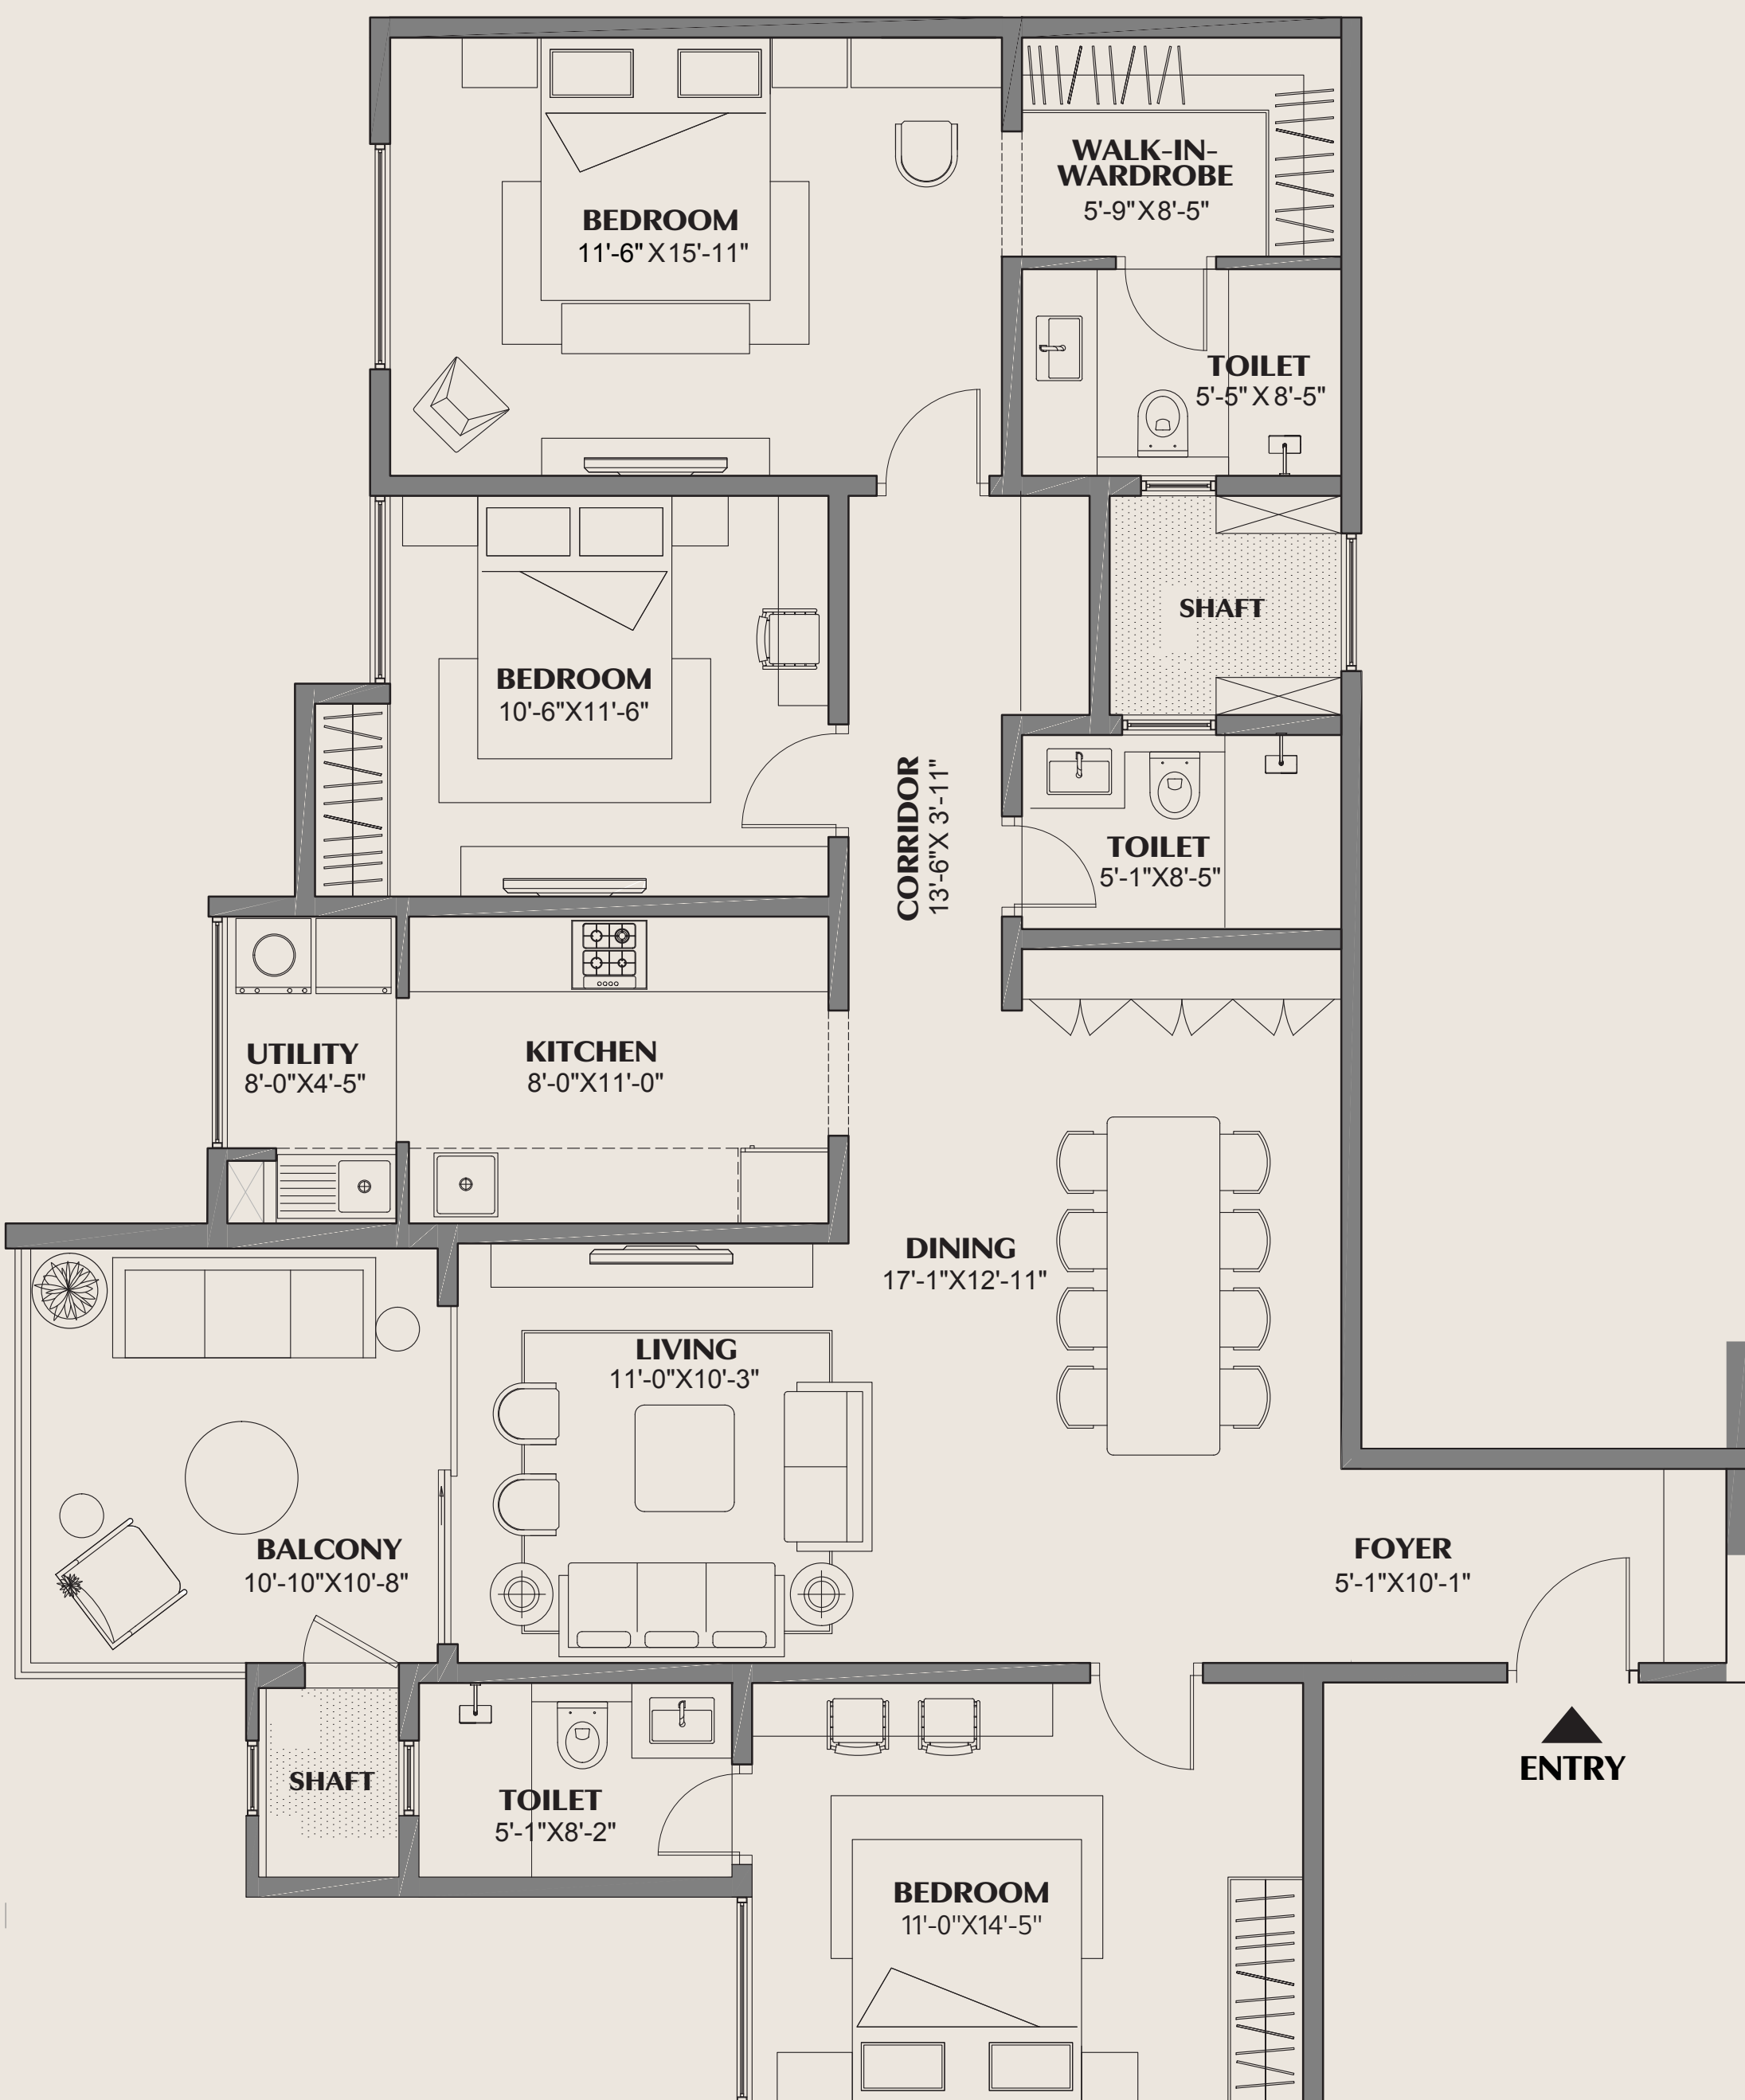 WALK-IN-
WARDROBE
5'-9"X8'-5"
BEDROOM
11'-6" X 15'-11"
TOILET
5'-5" X 8'-5"
SHAFT
BEDROOM
10'-6"X11'-6"
CORRIDOR
13'-6"X 3'-11"
TOILET
5'-1"X8'-5"
UTILITY
8'-0"X4'-5"
KITCHEN
8'-0"X11'-0"
DINING
17'-1"X12'-11"
LIVING
11'-0"X10'-3"
BALCONY
10'-10"X10'-8"
FOYER
5'-1"X10'-1"
ENTRY
SHAFT
TOILET
5'-1"X8'-2"
BEDROOM
11'-0"X14'-5"